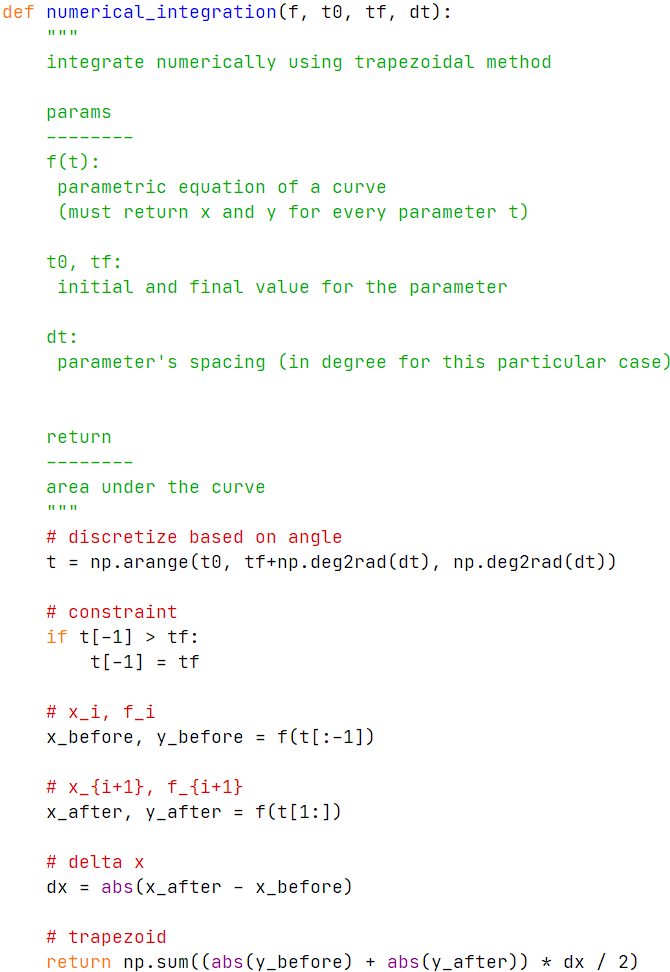 def numerical_integration(f, t0, tf, dt):
    """
    integrate numerically using trapezoidal method

    params
    --------
    f(t):
     parametric equation of a curve
     (must return x and y for every parameter t)

    t0, tf:
     initial and final value for the parameter

    dt:
     parameter's spacing (in degree for this particular case)


    return
    --------
    area under the curve
    """
    # discretize based on angle
    t = np.arange(t0, tf+np.deg2rad(dt), np.deg2rad(dt))

    # constraint
    if t[-1] > tf:
        t[-1] = tf

    # x_i, f_i
    x_before, y_before = f(t[:-1])

    # x_{i+1}, f_{i+1}
    x_after, y_after = f(t[1:])

    # delta x
    dx = abs(x_after - x_before)

    # trapezoid
    return np.sum((abs(y_before) + abs(y_after)) * dx / 2)